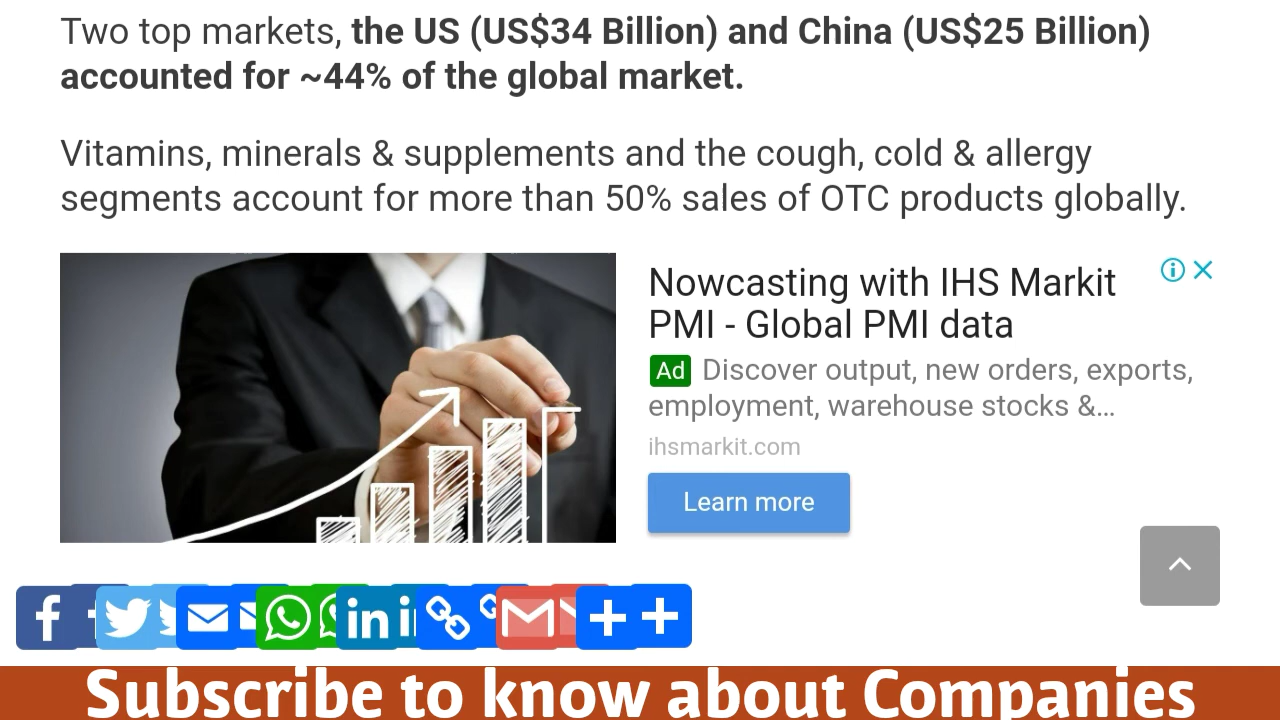 Two top markets, the US (US$34 Billion) and China (US$25 Billion)
accounted for ~44% of the global market.
Vitamins, minerals & supplements and the cough, cold & allergy
segments account for more than 50% sales of OTC products globally.
Nowcasting with IHS Markit
PMI - Global PMI data
Ad Discover output, new orders, exports,
employment, warehouse stocks &...
ihsmarkit.com
Learn more
Subscribe to know about Companies